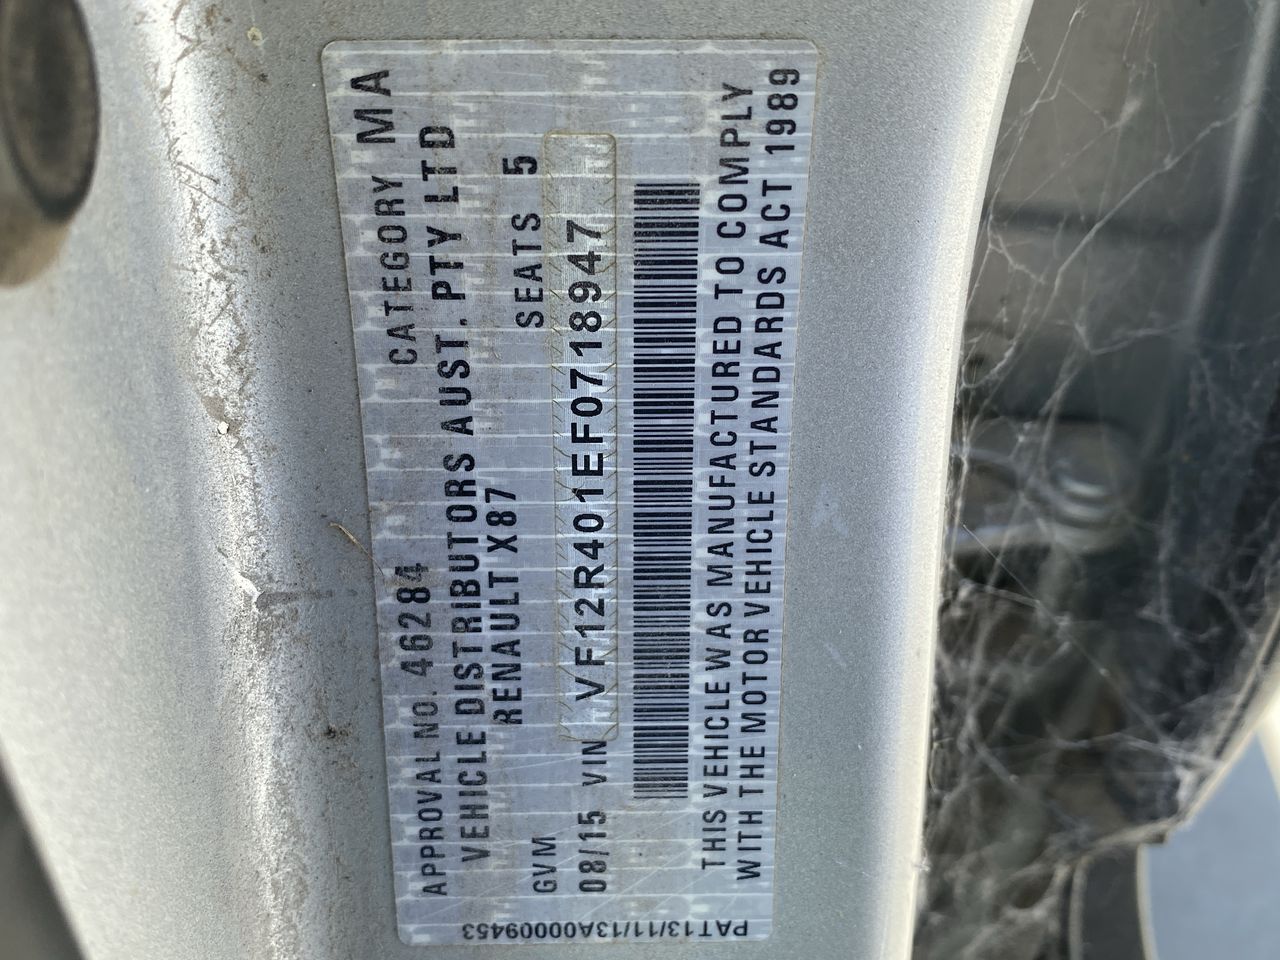 APPROVAL NO. 46284 CATEGORY MA
VEHICLE DISTRIBUTORS AUST. PTY LTD
RENAULT X87
GVM SEATS 5
08/15 VIN VF12R401EF0718947
THIS VEHICLE WAS MANUFACTURED TO COMPLY
WITH THE MOTOR VEHICLE STANDARDS ACT 1989
PAT13/11/13A00009453